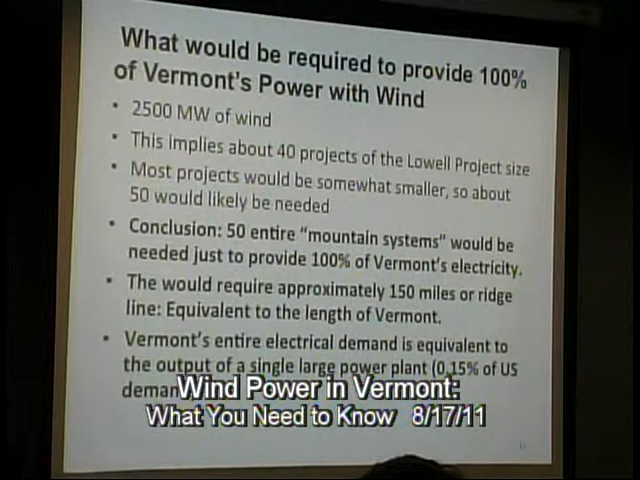 What would be required to provide 100%
of Vermont's Power with Wind
• 2500 MW of wind
• This implies about 40 projects of the Lowell Project size
• Most projects would be somewhat smaller, so about
50 would likely be needed
• Conclusion: 50 entire "mountain systems" would be
needed just to provide 100% of Vermont's electricity.
• The would require approximately 150 miles or ridge
line: Equivalent to the length of Vermont.
• Vermont's entire electrical demand is equivalent to
the output of a single large power plant (0.15% of US
Wind Power in Vermont:
What You Need to Know 8/17/11